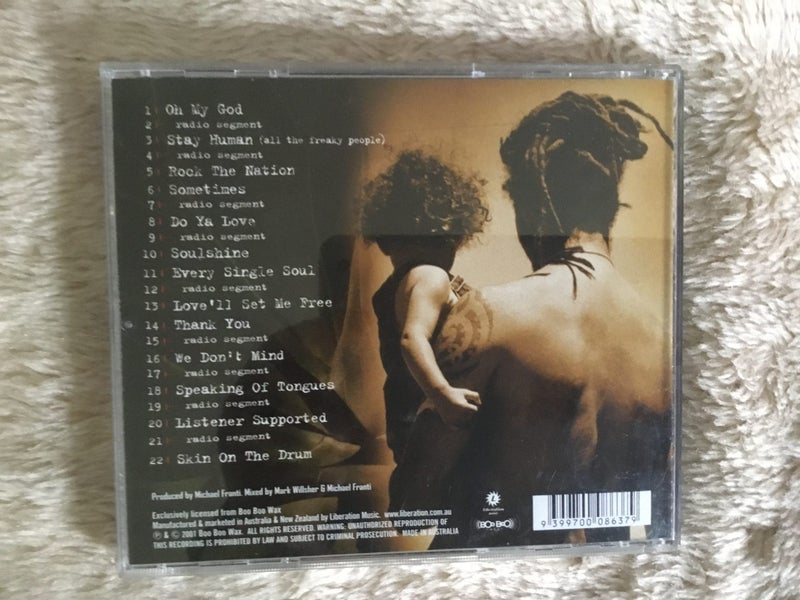 1 Oh My God
2 radio segment
3 Stay Human (all the freaky people)
4 radio segment
5 Rock The Nation
6 Sometimes
7 radio segment
8 Do Ya Love
9 radio segment
10 Soulshine
11 Every Single Soul
12 radio segment
13 Love'll Set Me Free
14 Thank You
15 radio segment
16 We Don't Mind
17 radio segment
18 Speaking Of Tongues
19 radio segment
20 Listener Supported
21 radio segment
22 Skin On The Drum
Produced by Michael Fronti. Mixed by Mark Willsher & Michael Fronti
Exclusively licensed from Boo Boo Wax
Manufactured & marketed in Australia & New Zealand by Liberation Music. www.liberation.com.au
℗ & © 2001 Boo Boo Wax. ALL RIGHTS RESERVED. WARNING: UNAUTHORIZED REPRODUCTION OF
THIS RECORDING IS PROHIBITED BY LAW AND SUBJECT TO CRIMINAL PROSECUTION. MADE IN AUSTRALIA
liberation
9 399700 086379